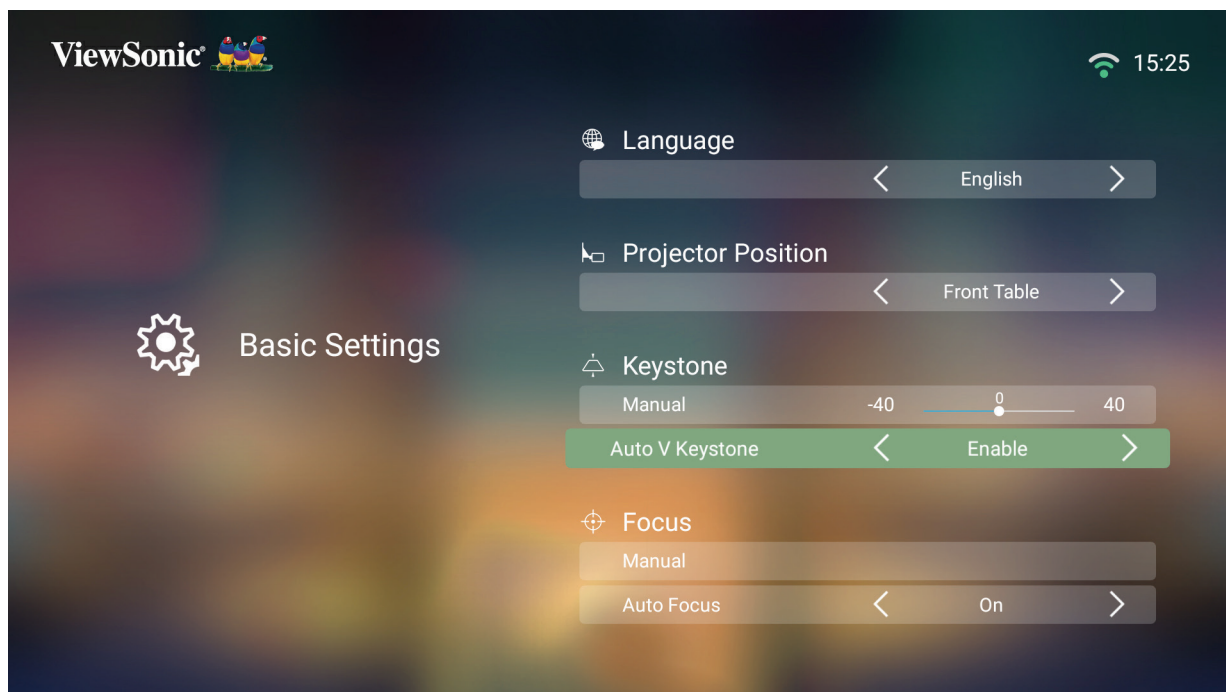 ViewSonic®
15:25
Language
English
Projector Position
Front Table
Basic Settings
Keystone
Manual -40 0 40
Auto V Keystone Enable
Focus
Manual
Auto Focus On